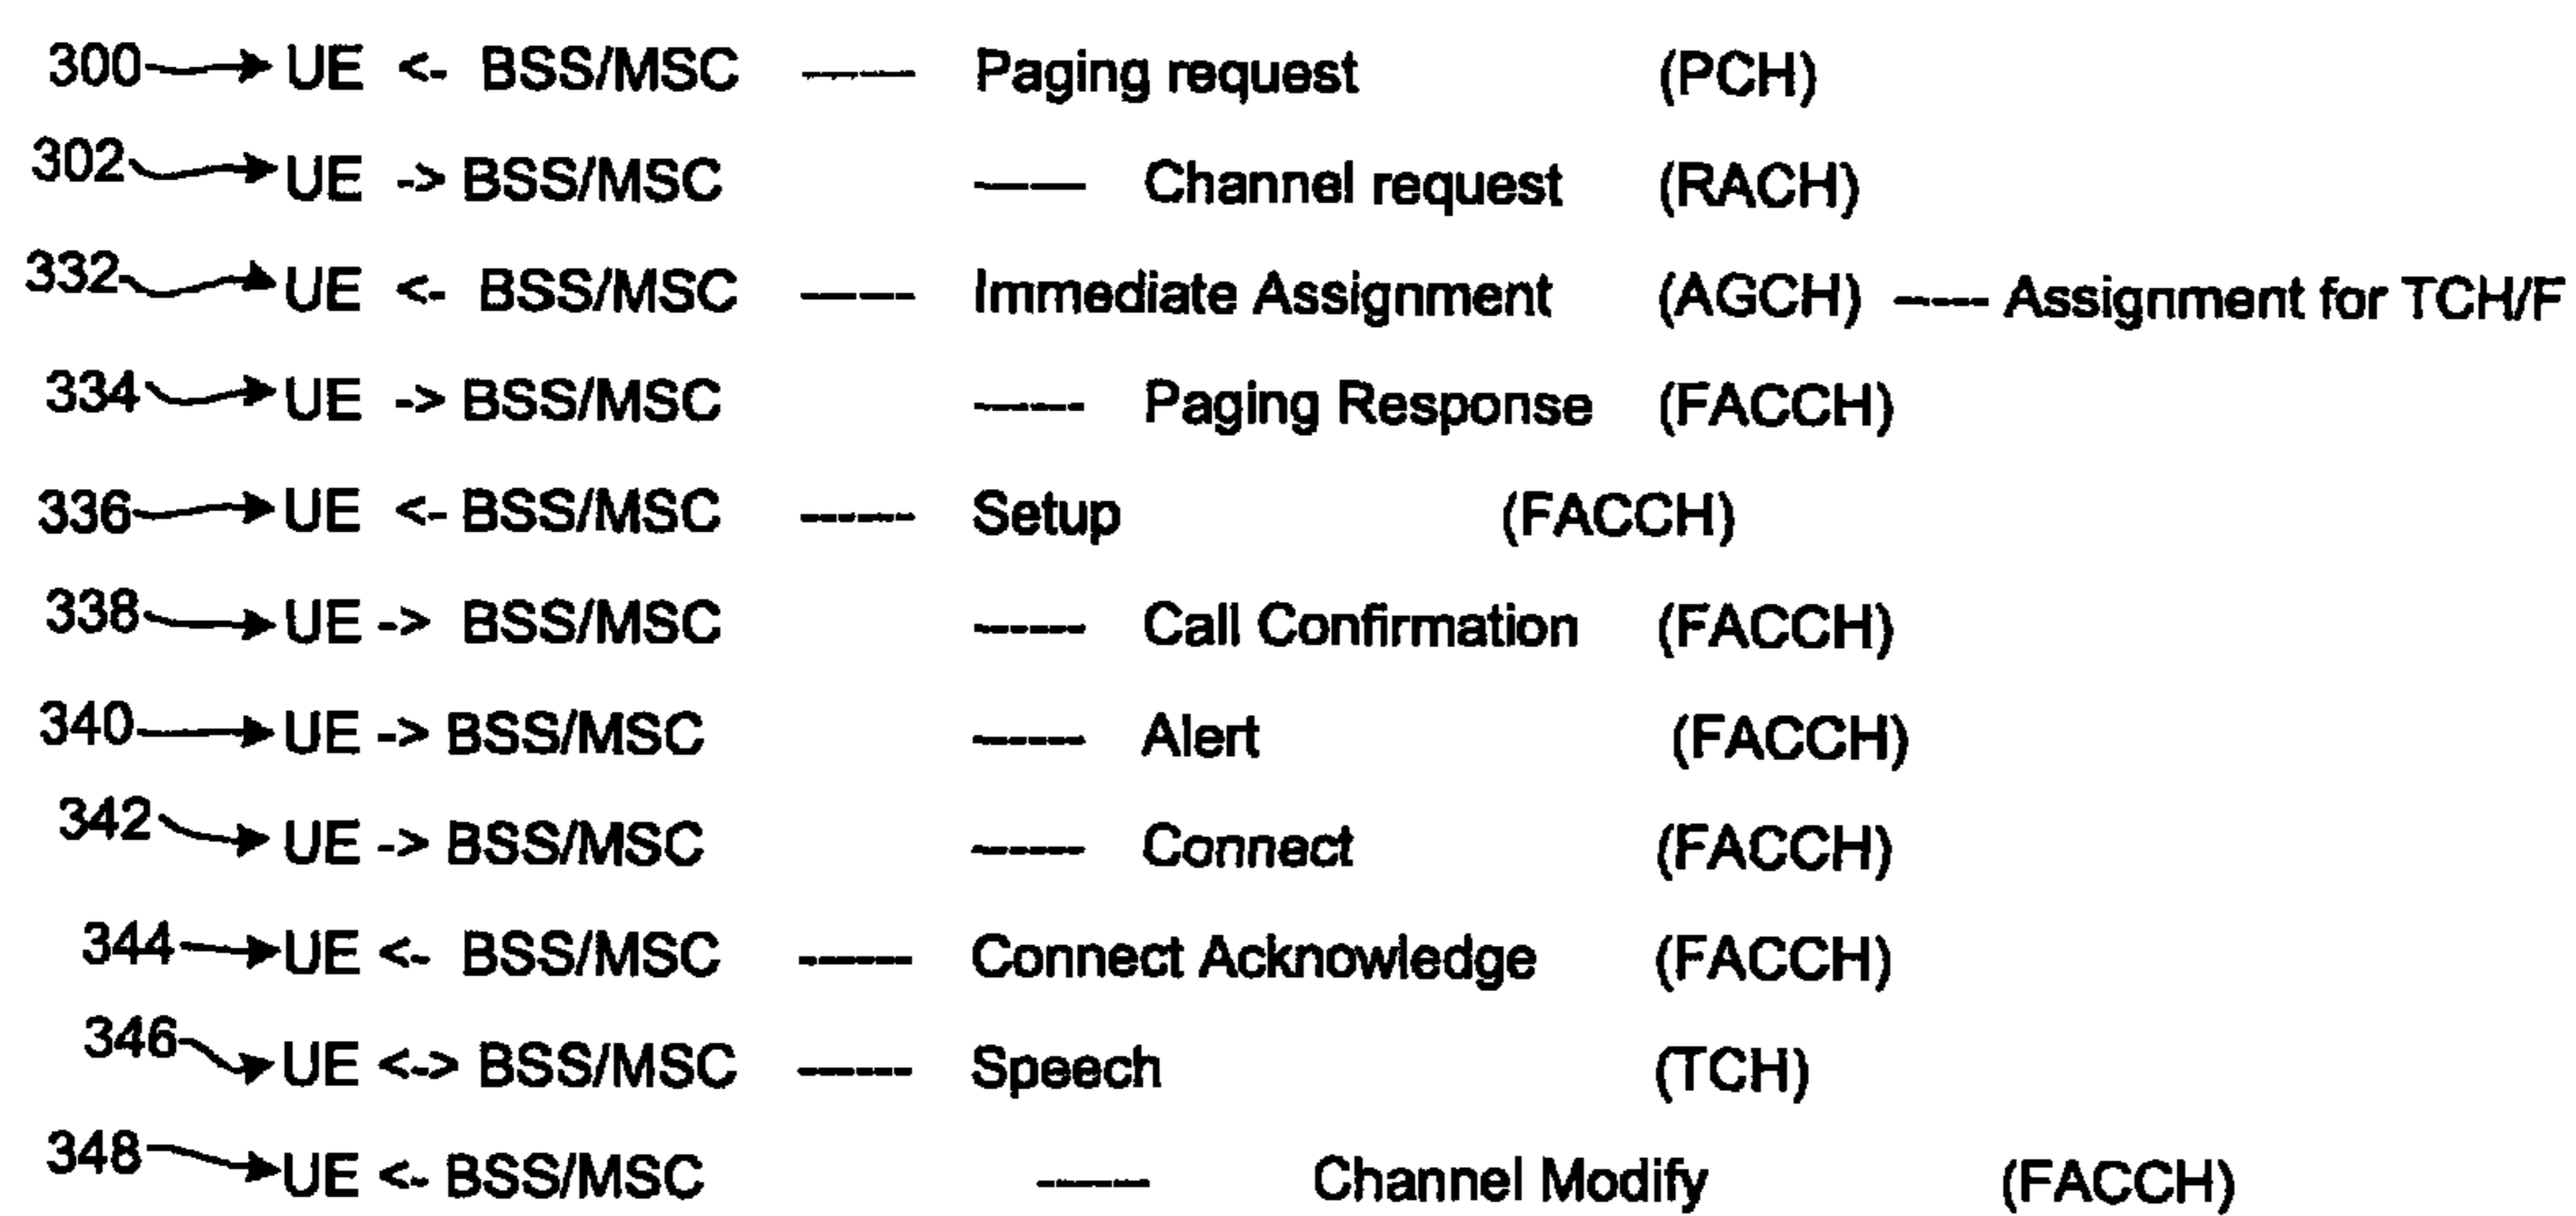 300 UE <- BSS/MSC ----- Paging request (PCH)
302 UE -> BSS/MSC ----- Channel request (RACH)
332 UE <- BSS/MSC ----- Immediate Assignment (AGCH) ----- Assignment for TCH/F
334 UE -> BSS/MSC ----- Paging Response (FACCH)
336 UE <- BSS/MSC ----- Setup (FACCH)
338 UE -> BSS/MSC ----- Call Confirmation (FACCH)
340 UE -> BSS/MSC ----- Alert (FACCH)
342 UE -> BSS/MSC ----- Connect (FACCH)
344 UE <- BSS/MSC ----- Connect Acknowledge (FACCH)
346 UE <-> BSS/MSC ----- Speech (TCH)
348 UE <- BSS/MSC ----- Channel Modify (FACCH)